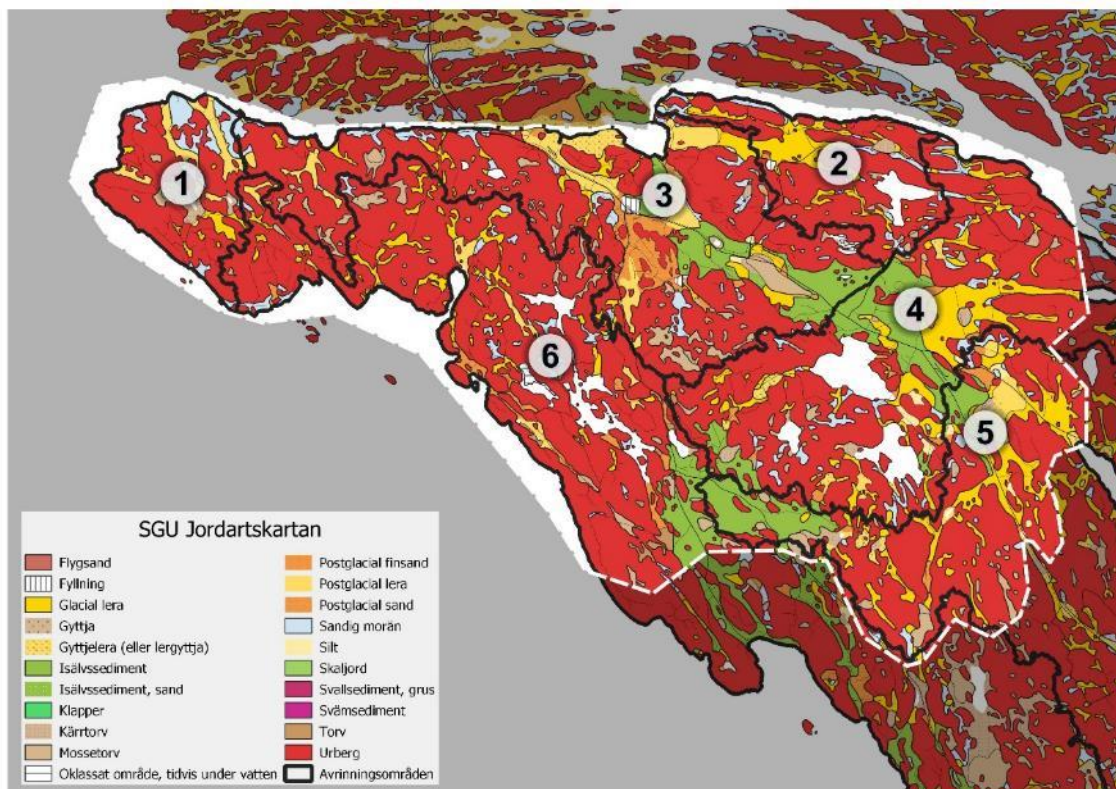 1
2
3
4
6
5
SGU Jordartskartan
Flygsand
Fyllning
Glacial lera
Gyttja
Gyttjelera (eller lergyttja)
Isälvssediment
Isälvssediment, sand
Klapper
Kärrtorv
Mossetorv
Oklassat område, tidvis under vatten
Postglacial finsand
Postglacial lera
Postglacial sand
Sandig morän
Silt
Skaljord
Svallsediment, grus
Svämsediment
Torv
Urberg
Avrinningsområden